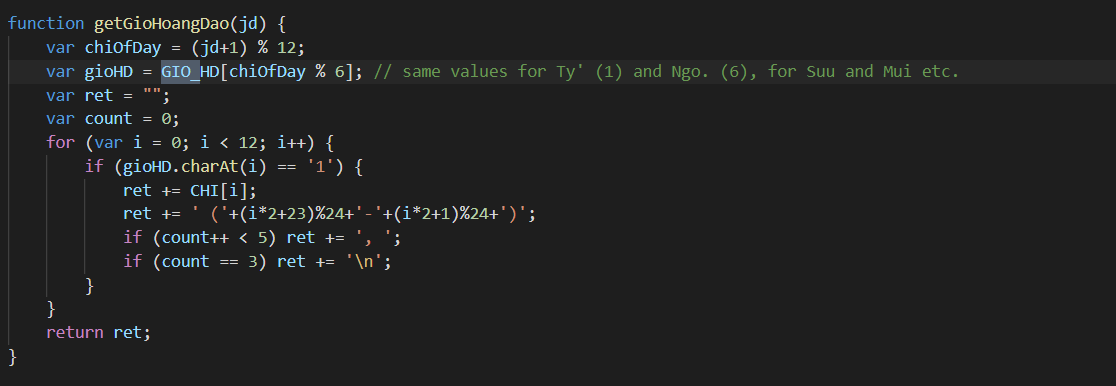 function getGioHoangDao(jd) {
    var chiOfDay = (jd+1) % 12;
    var gioHD = GIO_HD[chiOfDay % 6]; // same values for Ty' (1) and Ngo. (6), for Suu and Mui etc.
    var ret = "";
    var count = 0;
    for (var i = 0; i < 12; i++) {
        if (gioHD.charAt(i) == '1') {
            ret += CHI[i];
            ret += ' ('+(i*2+23)%24+'-'+(i*2+1)%24+')';
            if (count++ < 5) ret += ', ';
            if (count == 3) ret += '\n';
        }
    }
    return ret;
}